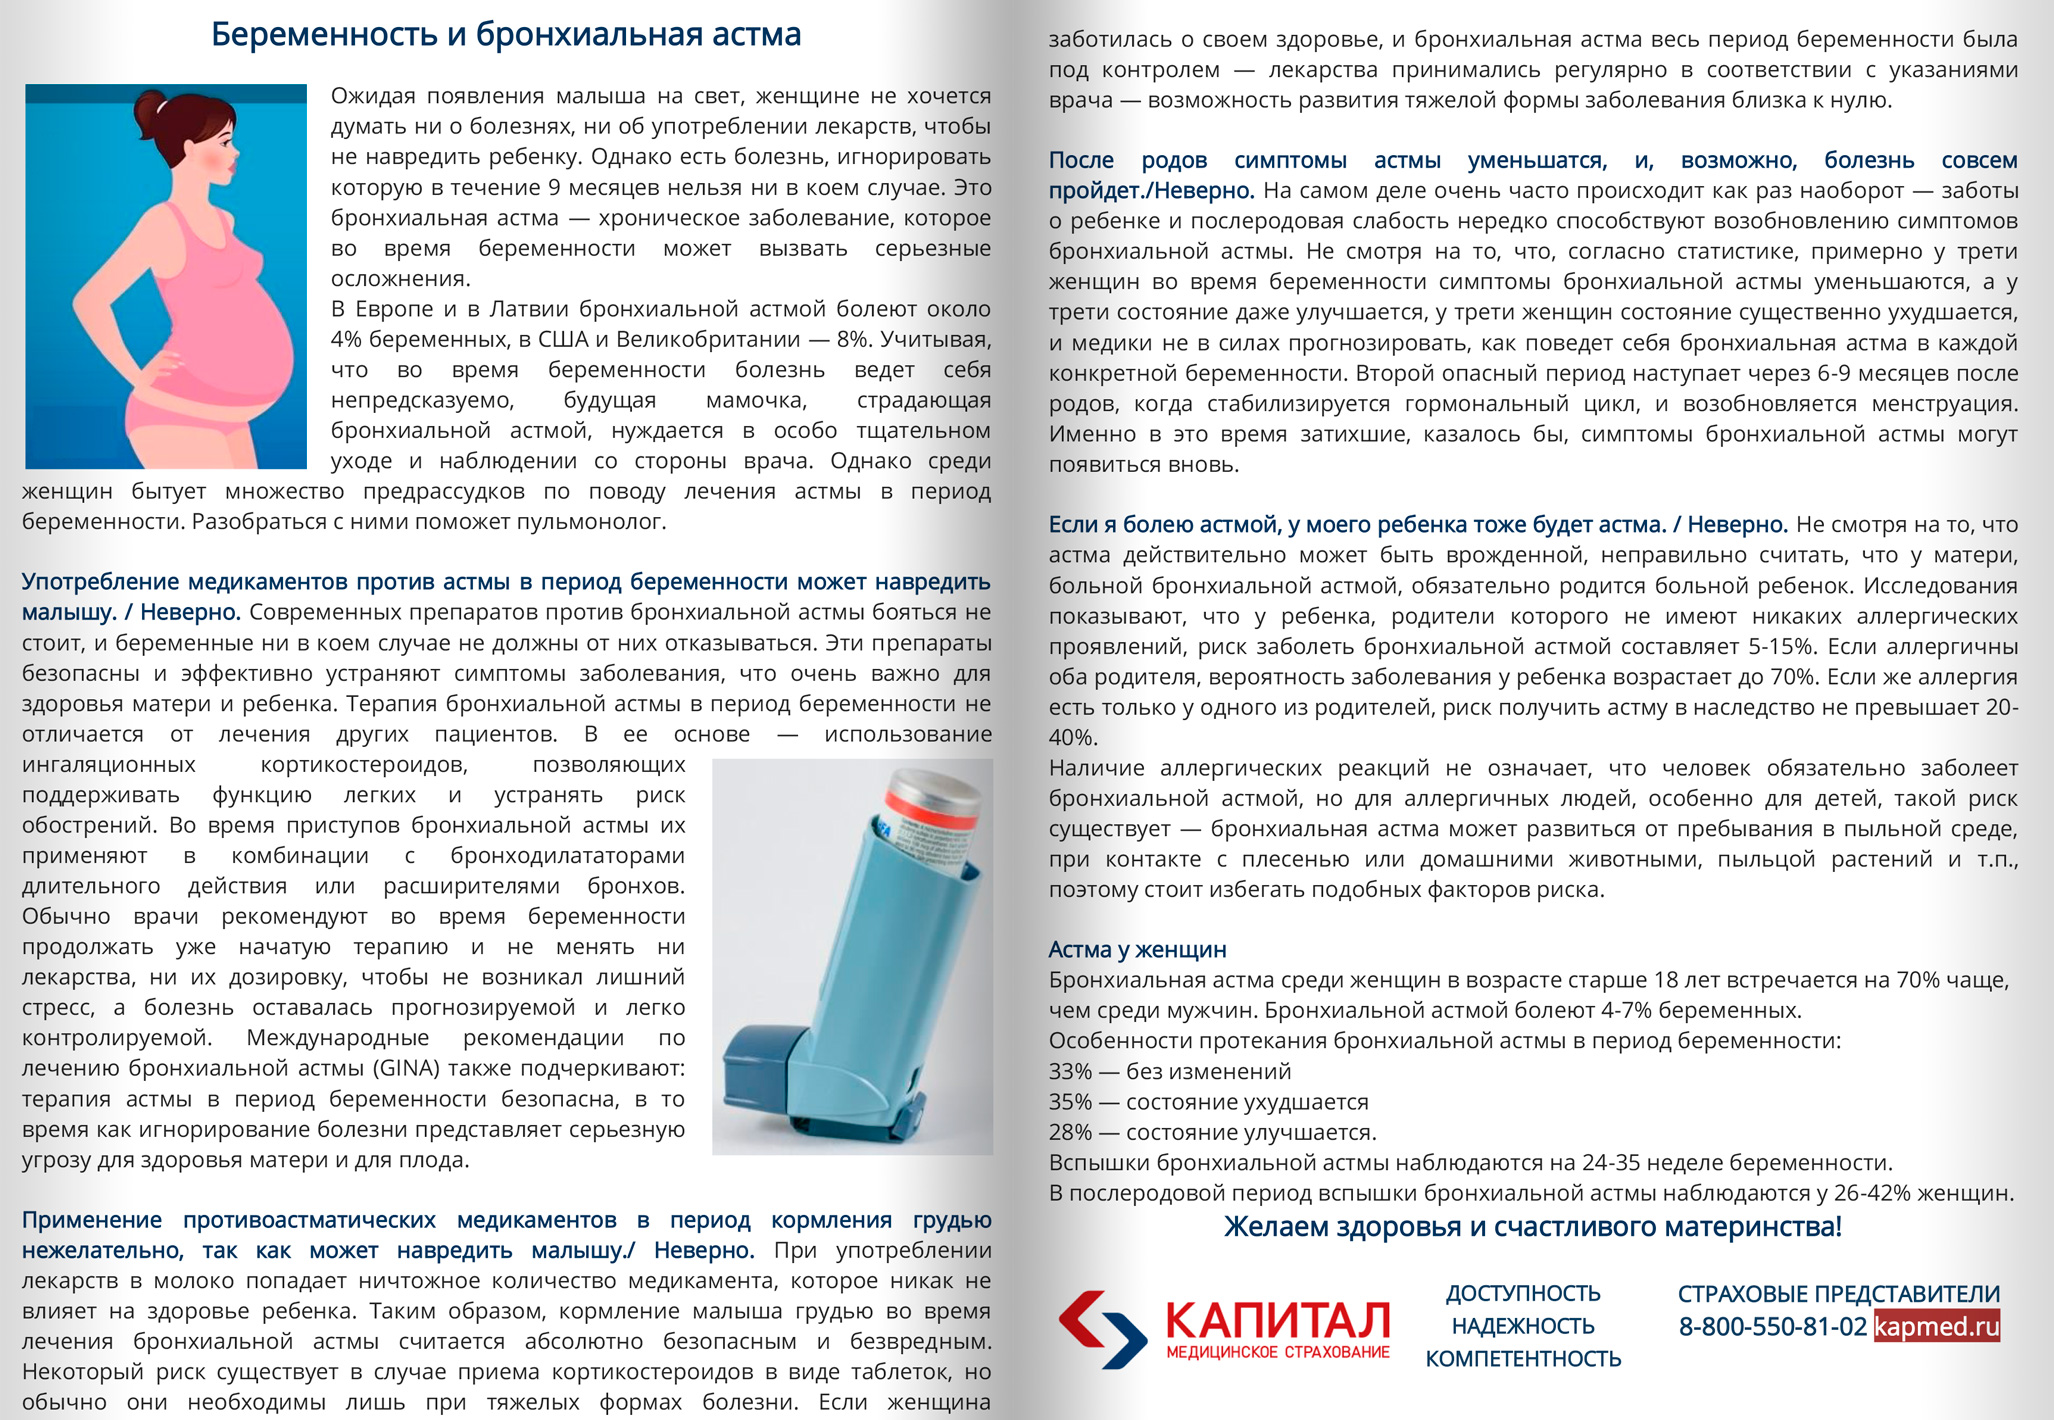 Беременность и бронхиальная астма
Ожидая появления малыша на свет, женщине не хочется
думать ни о болезнях, ни об употреблении лекарств, чтобы
не навредить ребенку. Однако есть болезнь, игнорировать
которую в течение 9 месяцев нельзя ни в коем случае. Это
бронхиальная астма — хроническое заболевание, которое
во время беременности может вызвать серьезные
осложнения.
В Европе и в Латвии бронхиальной астмой болеют около
4% беременных, в США и Великобритании — 8%. Учитывая,
что во время беременности болезнь ведет себя
непредсказуемо, будущая мамочка, страдающая
бронхиальной астмой, нуждается в особо тщательном
уходе и наблюдении со стороны врача. Однако среди
женщин бытует множество предрассудков по поводу лечения астмы в период
беременности. Разобраться с ними поможет пульмонолог.
Употребление медикаментов против астмы в период беременности может навредить
малышу. / Неверно. Современных препаратов против бронхиальной астмы бояться не
стоит, и беременные ни в коем случае не должны от них отказываться. Эти препараты
безопасны и эффективно устраняют симптомы заболевания, что очень важно для
здоровья матери и ребенка. Терапия бронхиальной астмы в период беременности не
отличается от лечения других пациентов. В ее основе — использование
ингаляционных кортикостероидов, позволяющих
поддерживать функцию легких и устранять риск
обострений. Во время приступов бронхиальной астмы их
применяют в комбинации с бронходилататорами
длительного действия или расширителями бронхов.
Обычно врачи рекомендуют во время беременности
продолжать уже начатую терапию и не менять ни
лекарства, ни их дозировку, чтобы не возникал лишний
стресс, а болезнь оставалась прогнозируемой и легко
контролируемой. Международные рекомендации по
лечению бронхиальной астмы (GINA) также подчеркивают:
терапия астмы в период беременности безопасна, в то
время как игнорирование болезни представляет серьезную
угрозу для здоровья матери и для плода.
Применение противоастматических медикаментов в период кормления грудью
нежелательно, так как может навредить малышу./ Неверно. При употреблении
лекарств в молоко попадает ничтожное количество медикамента, которое никак не
влияет на здоровье ребенка. Таким образом, кормление малыша грудью во время
лечения бронхиальной астмы считается абсолютно безопасным и безвредным.
Некоторый риск существует в случае приема кортикостероидов в виде таблеток, но
обычно они необходимы лишь при тяжелых формах болезни. Если женщина
заботилась о своем здоровье, и бронхиальная астма весь период беременности была
под контролем — лекарства принимались регулярно в соответствии с указаниями
врача — возможность развития тяжелой формы заболевания близка к нулю.
После родов симптомы астмы уменьшатся, и, возможно, болезнь совсем
пройдет./Неверно. На самом деле очень часто происходит как раз наоборот — заботы
о ребенке и послеродовая слабость нередко способствуют возобновлению симптомов
бронхиальной астмы. Не смотря на то, что, согласно статистике, примерно у трети
женщин во время беременности симптомы бронхиальной астмы уменьшаются, а у
трети состояние даже улучшается, у трети женщин состояние существенно ухудшается,
и медики не в силах прогнозировать, как поведет себя бронхиальная астма в каждой
конкретной беременности. Второй опасный период наступает через 6-9 месяцев после
родов, когда стабилизируется гормональный цикл, и возобновляется менструация.
Именно в это время затихшие, казалось бы, симптомы бронхиальной астмы могут
появиться вновь.
Если я болею астмой, у моего ребенка тоже будет астма. / Неверно. Не смотря на то, что
астма действительно может быть врожденной, неправильно считать, что у матери,
больной бронхиальной астмой, обязательно родится больной ребенок. Исследования
показывают, что у ребенка, родители которого не имеют никаких аллергических
проявлений, риск заболеть бронхиальной астмой составляет 5-15%. Если аллергичны
оба родителя, вероятность заболевания у ребенка возрастает до 70%. Если же аллергия
есть только у одного из родителей, риск получить астму в наследство не превышает 20-
40%.
Наличие аллергических реакций не означает, что человек обязательно заболеет
бронхиальной астмой, но для аллергичных людей, особенно для детей, такой риск
существует — бронхиальная астма может развиться от пребывания в пыльной среде,
при контакте с плесенью или домашними животными, пыльцой растений и т.п.,
поэтому стоит избегать подобных факторов риска.
Астма у женщин
Бронхиальная астма среди женщин в возрасте старше 18 лет встречается на 70% чаще,
чем среди мужчин. Бронхиальной астмой болеют 4-7% беременных.
Особенности протекания бронхиальной астмы в период беременности:
33% — без изменений
35% — состояние ухудшается
28% — состояние улучшается.
Вспышки бронхиальной астмы наблюдаются на 24-35 неделе беременности.
В послеродовой период вспышки бронхиальной астмы наблюдаются у 26-42% женщин.
Желаем здоровья и счастливого материнства!
КАПИТАЛ
МЕДИЦИНСКОЕ СТРАХОВАНИЕ
ДОСТУПНОСТЬ
НАДЕЖНОСТЬ
КОМПЕТЕНТНОСТЬ
СТРАХОВЫЕ ПРЕДСТАВИТЕЛИ
8-800-550-81-02 kapmed.ru